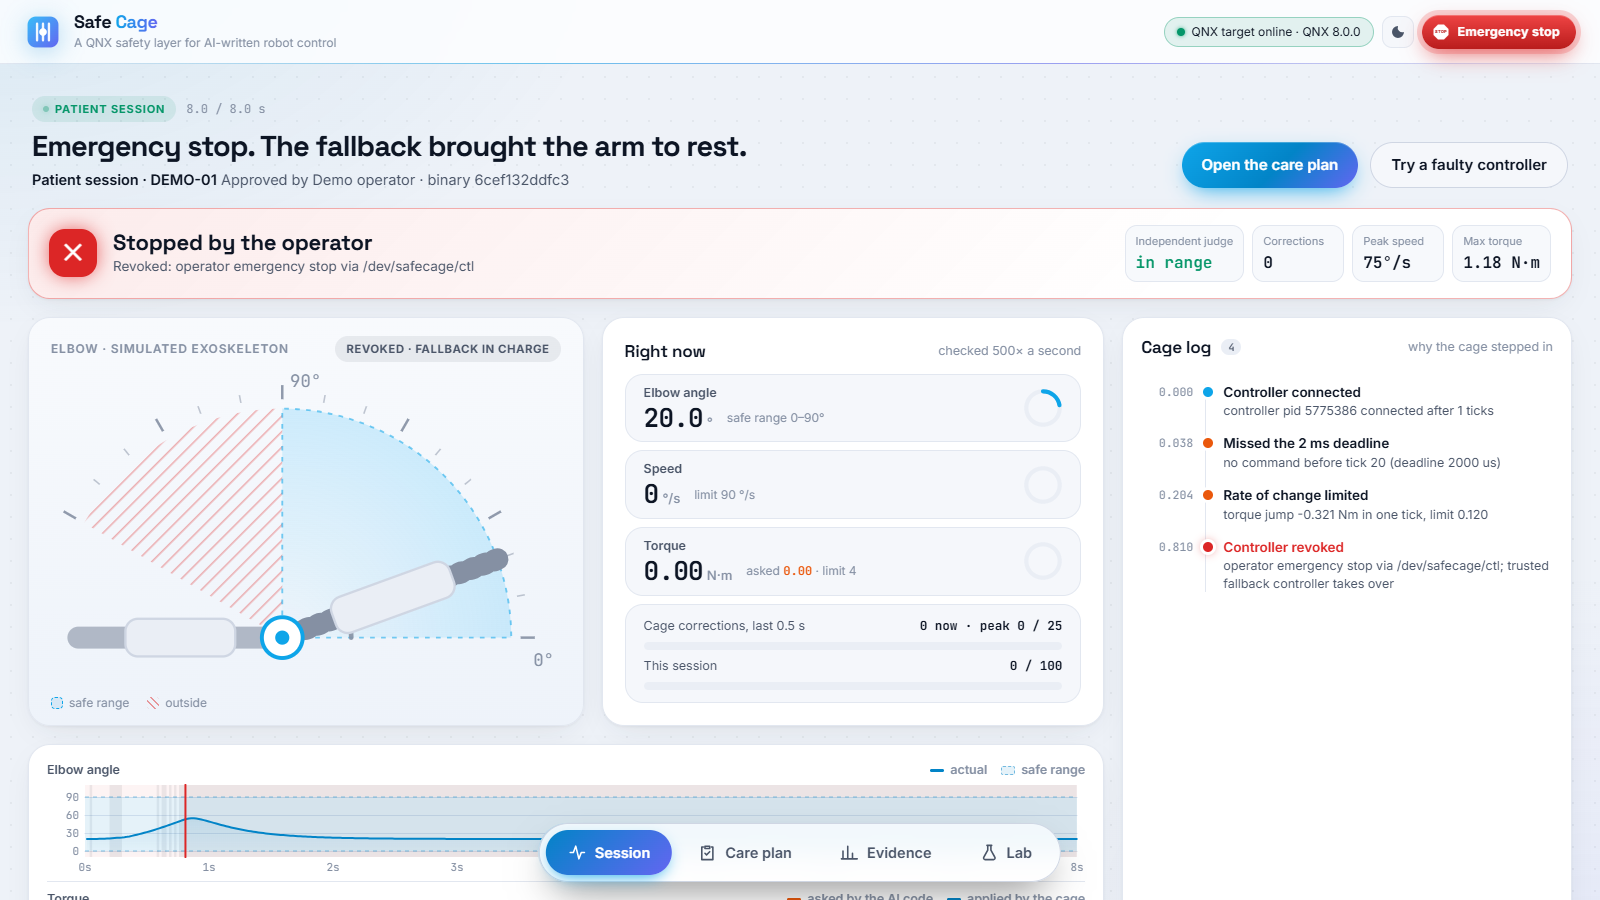 Safe Cage
A QNX safety layer for AI-written robot control
QNX target online · QNX 8.0.0
STOP Emergency stop
PATIENT SESSION 8.0 / 8.0 s
Emergency stop. The fallback brought the arm to rest.
Patient session · DEMO-01 Approved by Demo operator · binary 6cef132ddfc3
Open the care plan
Try a faulty controller
Stopped by the operator
Revoked: operator emergency stop via /dev/safecage/ctl
Independent judge
in range
Corrections
0
Peak speed
75°/s
Max torque
1.18 N·m
ELBOW · SIMULATED EXOSKELETON
REVOKED · FALLBACK IN CHARGE
90°
0°
safe range
outside
Right now
checked 500× a second
Elbow angle
20.0 ° safe range 0–90°
Speed
0 °/s limit 90 °/s
Torque
0.00 N·m asked 0.00 · limit 4
Cage corrections, last 0.5 s 0 now · peak 0 / 25
This session 0 / 100
Cage log 4
why the cage stepped in
0.000 Controller connected
controller pid 5775386 connected after 1 ticks
0.038 Missed the 2 ms deadline
no command before tick 20 (deadline 2000 us)
0.204 Rate of change limited
torque jump -0.321 Nm in one tick, limit 0.120
0.810 Controller revoked
operator emergency stop via /dev/safecage/ctl; trusted
fallback controller takes over
Elbow angle
actual safe range
90
60
30
0
0s 1s 2s 3s 8s
Session
Care plan
Evidence
Lab
Torque
asked by the AI code applied by the cage